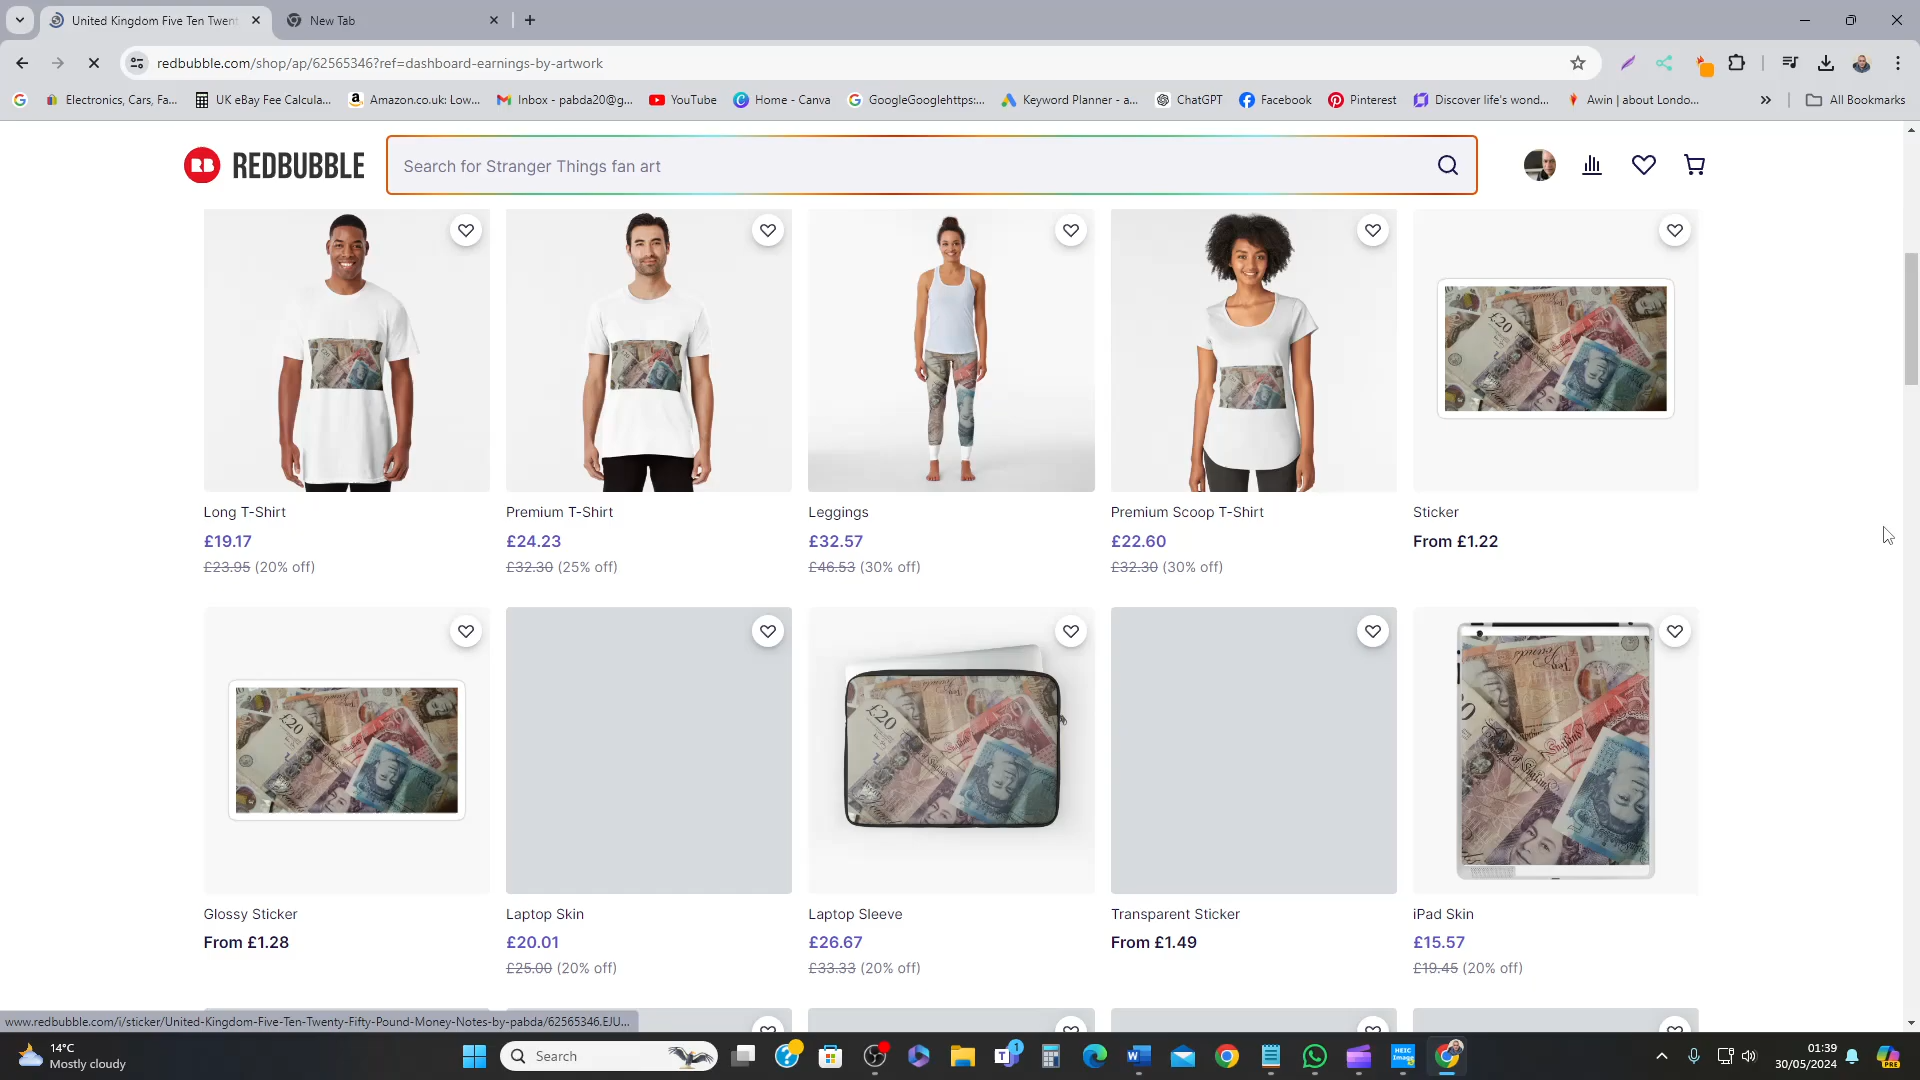 United Kingdom Five Ten Twent
New Tab
redbubble.com/shop/ap/62565346?ref=dashboard-earnings-by-artwork
Electronics, Cars, Fa...
UK eBay Fee Calcula...
Amazon.co.uk: Low...
Inbox - pabda20@g...
YouTube
Home - Canva
GoogleGooglehttps:...
Keyword Planner - a...
ChatGPT
Facebook
Pinterest
Discover life's wond...
Awin | about Londo...
All Bookmarks
RB REDBUBBLE
Search for Stranger Things fan art
Long T-Shirt
£19.17
£23.95 (20% off)
Premium T-Shirt
£24.23
£32.30 (25% off)
Leggings
£32.57
£46.53 (30% off)
Premium Scoop T-Shirt
£22.60
£32.30 (30% off)
Sticker
From £1.22
Glossy Sticker
From £1.28
Laptop Skin
£20.01
£25.00 (20% off)
Laptop Sleeve
£26.67
£33.33 (20% off)
Transparent Sticker
From £1.49
iPad Skin
£15.57
£19.45 (20% off)
www.redbubble.com/i/sticker/United-Kingdom-Five-Ten-Twenty-Fifty-Pound-Money-Notes-by-pabda/62565346.EJU...
14°C
Mostly cloudy
Search
01:39
30/05/2024